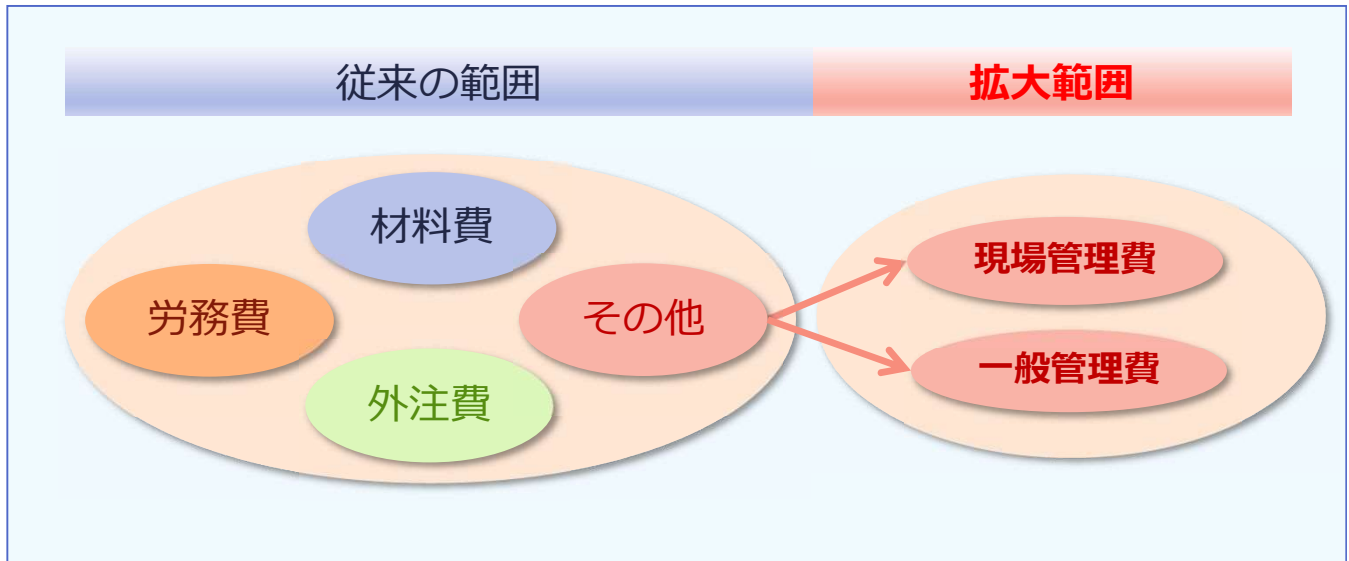 従来の範囲
拡大範囲
材料費
労務費
その他
外注費
現場管理費
一般管理費